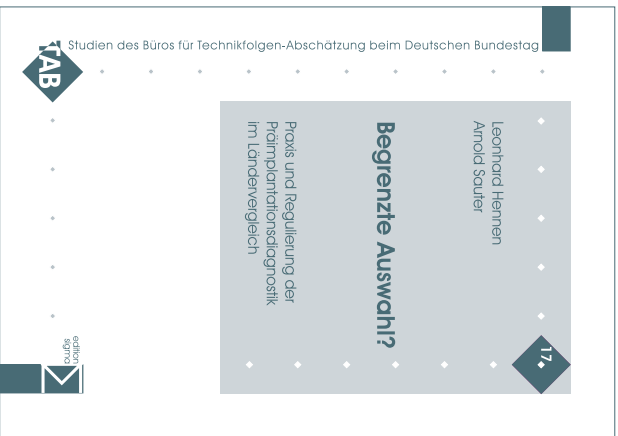 Studien des Büros für Technikfolgen-Abschätzung beim Deutschen Bundestag
TAB
17
Leonhard Hennen
Arnold Sauter
Begrenzte Auswahl?
Praxis und Regulierung der
Präimplantationsdiagnostik
im Ländervergleich
edition
sigma